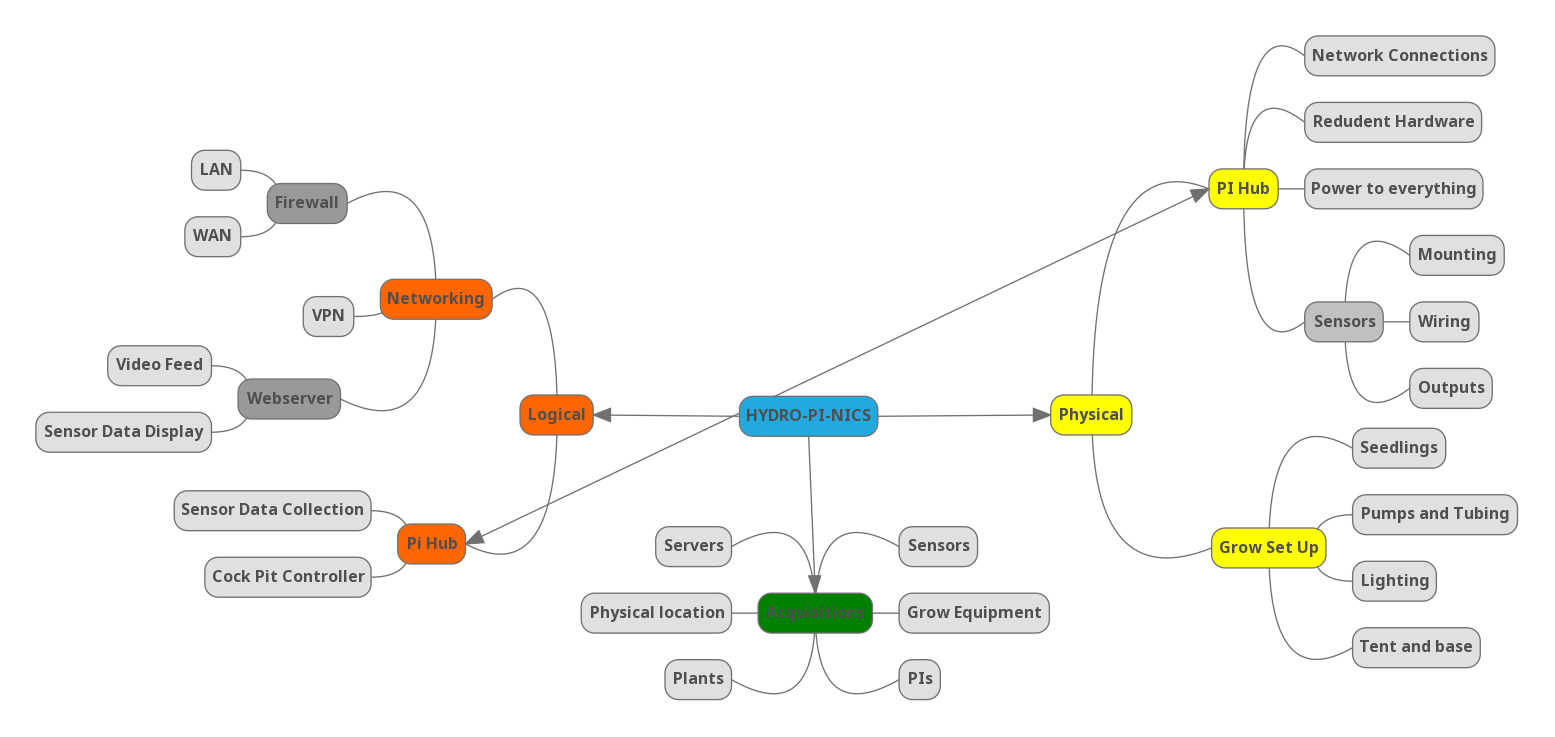 Network Connections
Redudent Hardware
LAN
Firewall
PI Hub
Power to everything
WAN
Mounting
Networking
VPN
Sensors
Wiring
Video Feed
Webserver
Outputs
Sensor Data Display
Logical
HYDRO-PI-NICS
Physical
Seedlings
Sensor Data Collection
Pumps and Tubing
Pi Hub
Servers
Sensors
Grow Set Up
Cock Pit Controller
Lighting
Physical location
Acquisitions
Grow Equipment
Tent and base
Plants
PIs